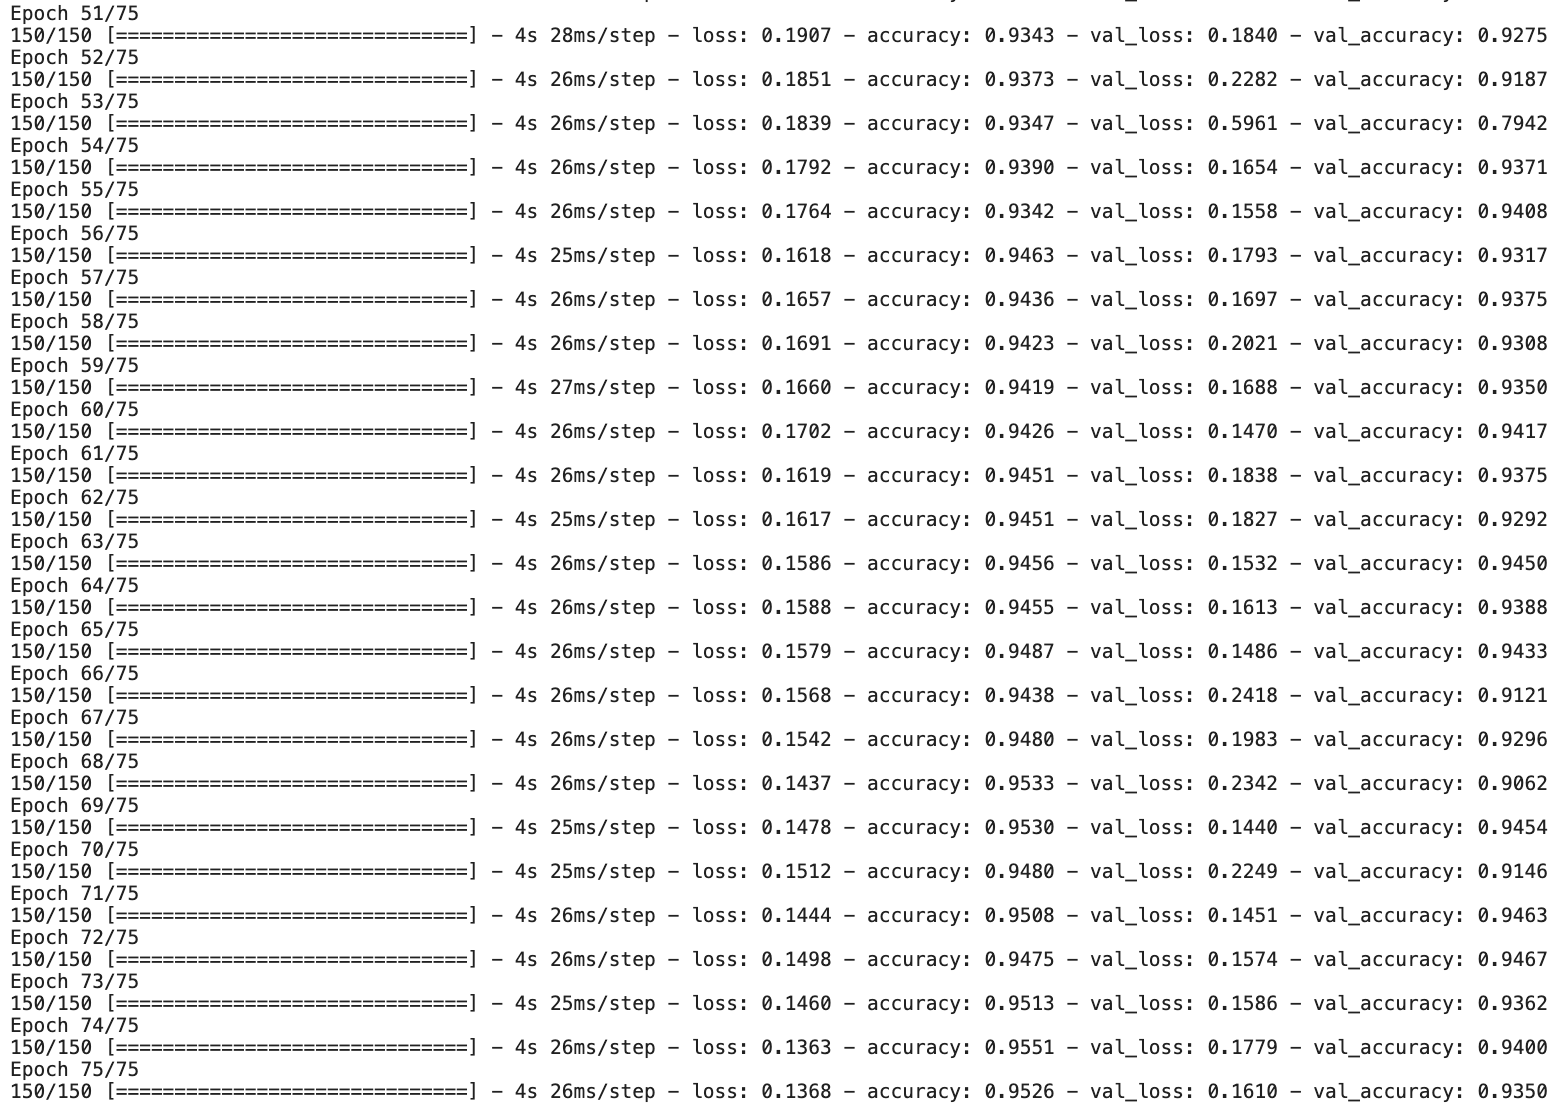 Epoch 51/75
150/150 [==============================] - 4s 28ms/step - loss: 0.1907 - accuracy: 0.9343 - val_loss: 0.1840 - val_accuracy: 0.9275
Epoch 52/75
150/150 [==============================] - 4s 26ms/step - loss: 0.1851 - accuracy: 0.9373 - val_loss: 0.2282 - val_accuracy: 0.9187
Epoch 53/75
150/150 [==============================] - 4s 26ms/step - loss: 0.1839 - accuracy: 0.9347 - val_loss: 0.5961 - val_accuracy: 0.7942
Epoch 54/75
150/150 [==============================] - 4s 26ms/step - loss: 0.1792 - accuracy: 0.9390 - val_loss: 0.1654 - val_accuracy: 0.9371
Epoch 55/75
150/150 [==============================] - 4s 26ms/step - loss: 0.1764 - accuracy: 0.9342 - val_loss: 0.1558 - val_accuracy: 0.9408
Epoch 56/75
150/150 [==============================] - 4s 25ms/step - loss: 0.1618 - accuracy: 0.9463 - val_loss: 0.1793 - val_accuracy: 0.9317
Epoch 57/75
150/150 [==============================] - 4s 26ms/step - loss: 0.1657 - accuracy: 0.9436 - val_loss: 0.1697 - val_accuracy: 0.9375
Epoch 58/75
150/150 [==============================] - 4s 26ms/step - loss: 0.1691 - accuracy: 0.9423 - val_loss: 0.2021 - val_accuracy: 0.9308
Epoch 59/75
150/150 [==============================] - 4s 27ms/step - loss: 0.1660 - accuracy: 0.9419 - val_loss: 0.1688 - val_accuracy: 0.9350
Epoch 60/75
150/150 [==============================] - 4s 26ms/step - loss: 0.1702 - accuracy: 0.9426 - val_loss: 0.1470 - val_accuracy: 0.9417
Epoch 61/75
150/150 [==============================] - 4s 26ms/step - loss: 0.1619 - accuracy: 0.9451 - val_loss: 0.1838 - val_accuracy: 0.9375
Epoch 62/75
150/150 [==============================] - 4s 25ms/step - loss: 0.1617 - accuracy: 0.9451 - val_loss: 0.1827 - val_accuracy: 0.9292
Epoch 63/75
150/150 [==============================] - 4s 26ms/step - loss: 0.1586 - accuracy: 0.9456 - val_loss: 0.1532 - val_accuracy: 0.9450
Epoch 64/75
150/150 [==============================] - 4s 26ms/step - loss: 0.1588 - accuracy: 0.9455 - val_loss: 0.1613 - val_accuracy: 0.9388
Epoch 65/75
150/150 [==============================] - 4s 26ms/step - loss: 0.1579 - accuracy: 0.9487 - val_loss: 0.1486 - val_accuracy: 0.9433
Epoch 66/75
150/150 [==============================] - 4s 26ms/step - loss: 0.1568 - accuracy: 0.9438 - val_loss: 0.2418 - val_accuracy: 0.9121
Epoch 67/75
150/150 [==============================] - 4s 26ms/step - loss: 0.1542 - accuracy: 0.9480 - val_loss: 0.1983 - val_accuracy: 0.9296
Epoch 68/75
150/150 [==============================] - 4s 26ms/step - loss: 0.1437 - accuracy: 0.9533 - val_loss: 0.2342 - val_accuracy: 0.9062
Epoch 69/75
150/150 [==============================] - 4s 25ms/step - loss: 0.1478 - accuracy: 0.9530 - val_loss: 0.1440 - val_accuracy: 0.9454
Epoch 70/75
150/150 [==============================] - 4s 25ms/step - loss: 0.1512 - accuracy: 0.9480 - val_loss: 0.2249 - val_accuracy: 0.9146
Epoch 71/75
150/150 [==============================] - 4s 26ms/step - loss: 0.1444 - accuracy: 0.9508 - val_loss: 0.1451 - val_accuracy: 0.9463
Epoch 72/75
150/150 [==============================] - 4s 26ms/step - loss: 0.1498 - accuracy: 0.9475 - val_loss: 0.1574 - val_accuracy: 0.9467
Epoch 73/75
150/150 [==============================] - 4s 25ms/step - loss: 0.1460 - accuracy: 0.9513 - val_loss: 0.1586 - val_accuracy: 0.9362
Epoch 74/75
150/150 [==============================] - 4s 26ms/step - loss: 0.1363 - accuracy: 0.9551 - val_loss: 0.1779 - val_accuracy: 0.9400
Epoch 75/75
150/150 [==============================] - 4s 26ms/step - loss: 0.1368 - accuracy: 0.9526 - val_loss: 0.1610 - val_accuracy: 0.9350